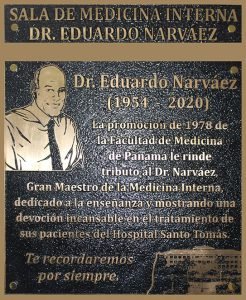 SALA DE MEDICINA INTERNA
DR. EDUARDO NARVÁEZ
Dr. Eduardo Narváez
(1954 - 2020)
La promoción de 1978 de
la Facultad de Medicina
de Panamá le rinde
tributo al Dr. Narváez,
Gran Maestro de la Medicina Interna,
dedicado a la enseñanza y mostrando una
devoción incansable en el tratamiento de
sus pacientes del Hospital Santo Tomás.
Te recordaremos
por siempre.